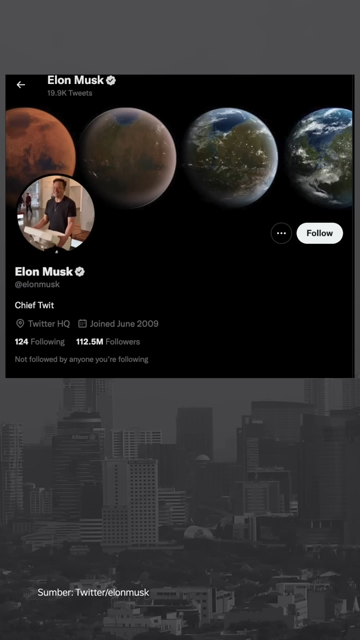 Elon Musk
19.9K Tweets
Follow
Elon Musk
@elonmusk
Chief Twit
Twitter HQ Joined June 2009
124 Following 112.5M Followers
Not followed by anyone you're following
Sumber: Twitter/elonmusk